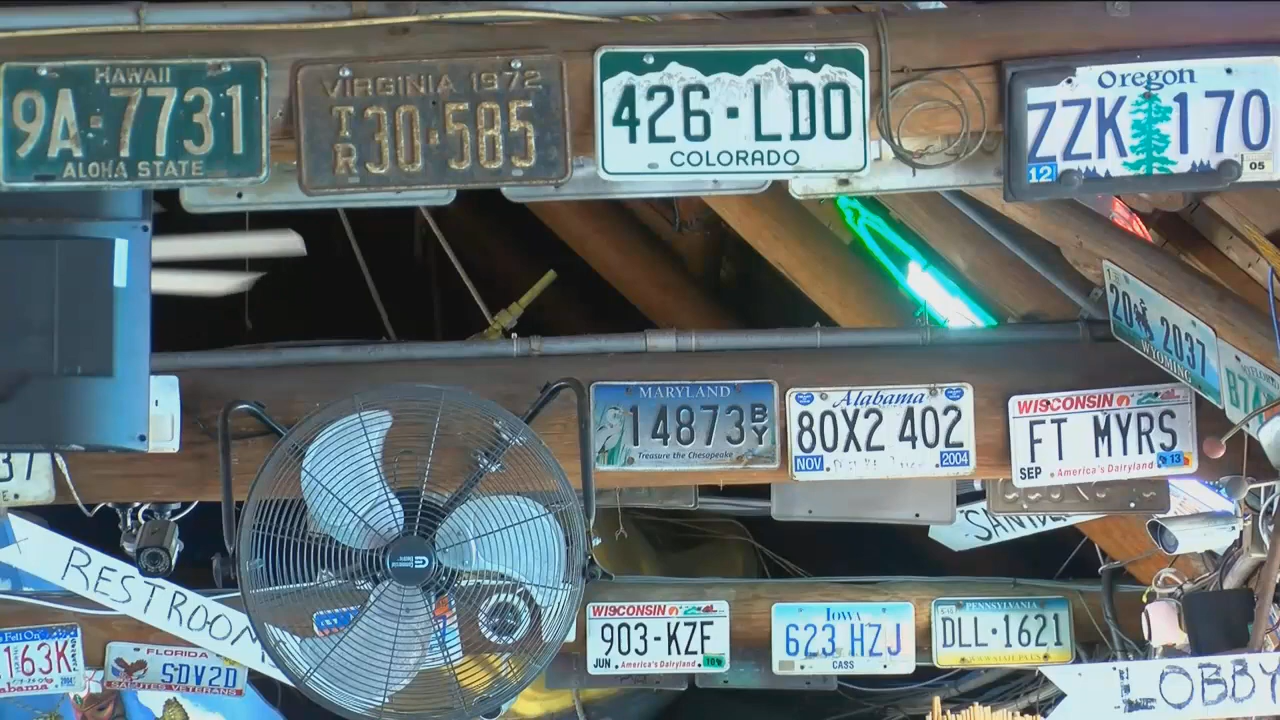 HAWAII
9A·7731
ALOHA STATE
VIRGINIA 1972
TR 30·585
426·LDO
COLORADO
Oregon
ZZK 170
12
05
20 2037
WYOMING
MARYLAND
14873 BY
Treasure the Chesapeake
Alabama
80X2 402
NOV
2004
WISCONSIN
FT MYRS
SEP America's Dairyland 13
37
RESTROOM
WISCONSIN
903-KZF
JUN America's Dairyland
IOWA
623 HZJ
CASS
PENNSYLVANIA
DLL·1621
163K
FLORIDA
SDV2D
SALUTES VETERANS
LOBBY